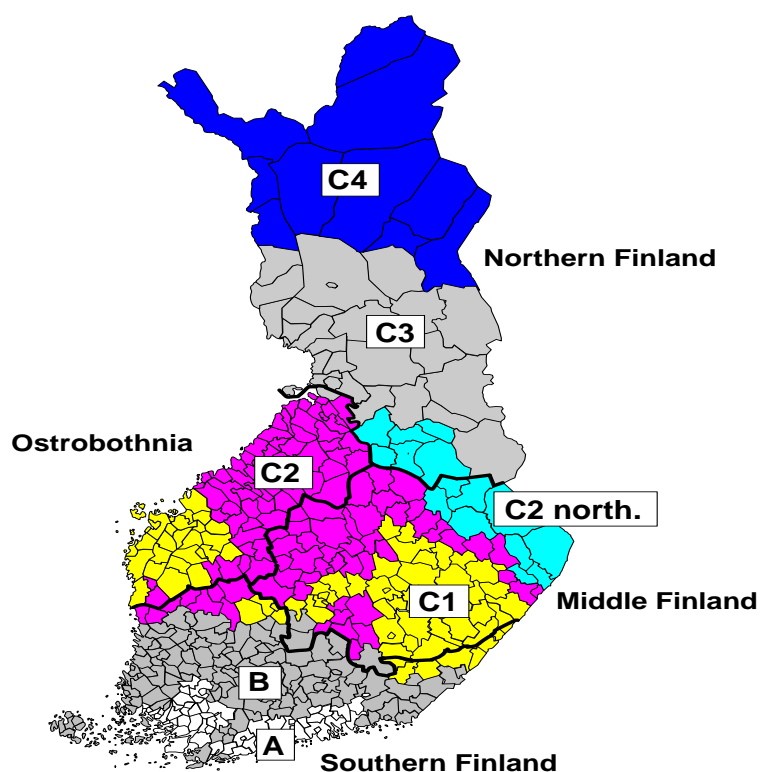 C4
Northern Finland
C3
Ostrobothnia
C2
C2 north.
C1
Middle Finland
B
A
Southern Finland